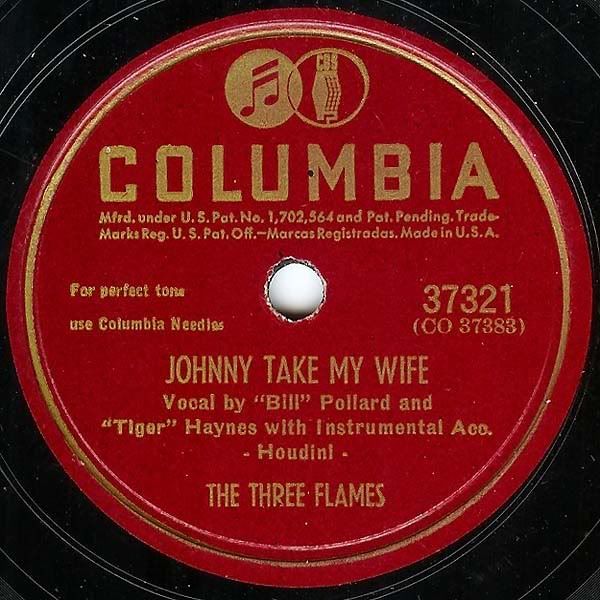 CBS
COLUMBIA
Mfrd. under U.S. Pat. No. 1,702,564 and Pat. Pending. Trade-
Marks Reg. U.S. Pat. Off.—Marcas Registradas. Made in U.S.A.
For perfect tone
use Columbia Needles
37321
(CO 37383)
JOHNNY TAKE MY WIFE
Vocal by "Bill" Pollard and
"Tiger" Haynes with Instrumental Acc.
- Houdini -
THE THREE FLAMES